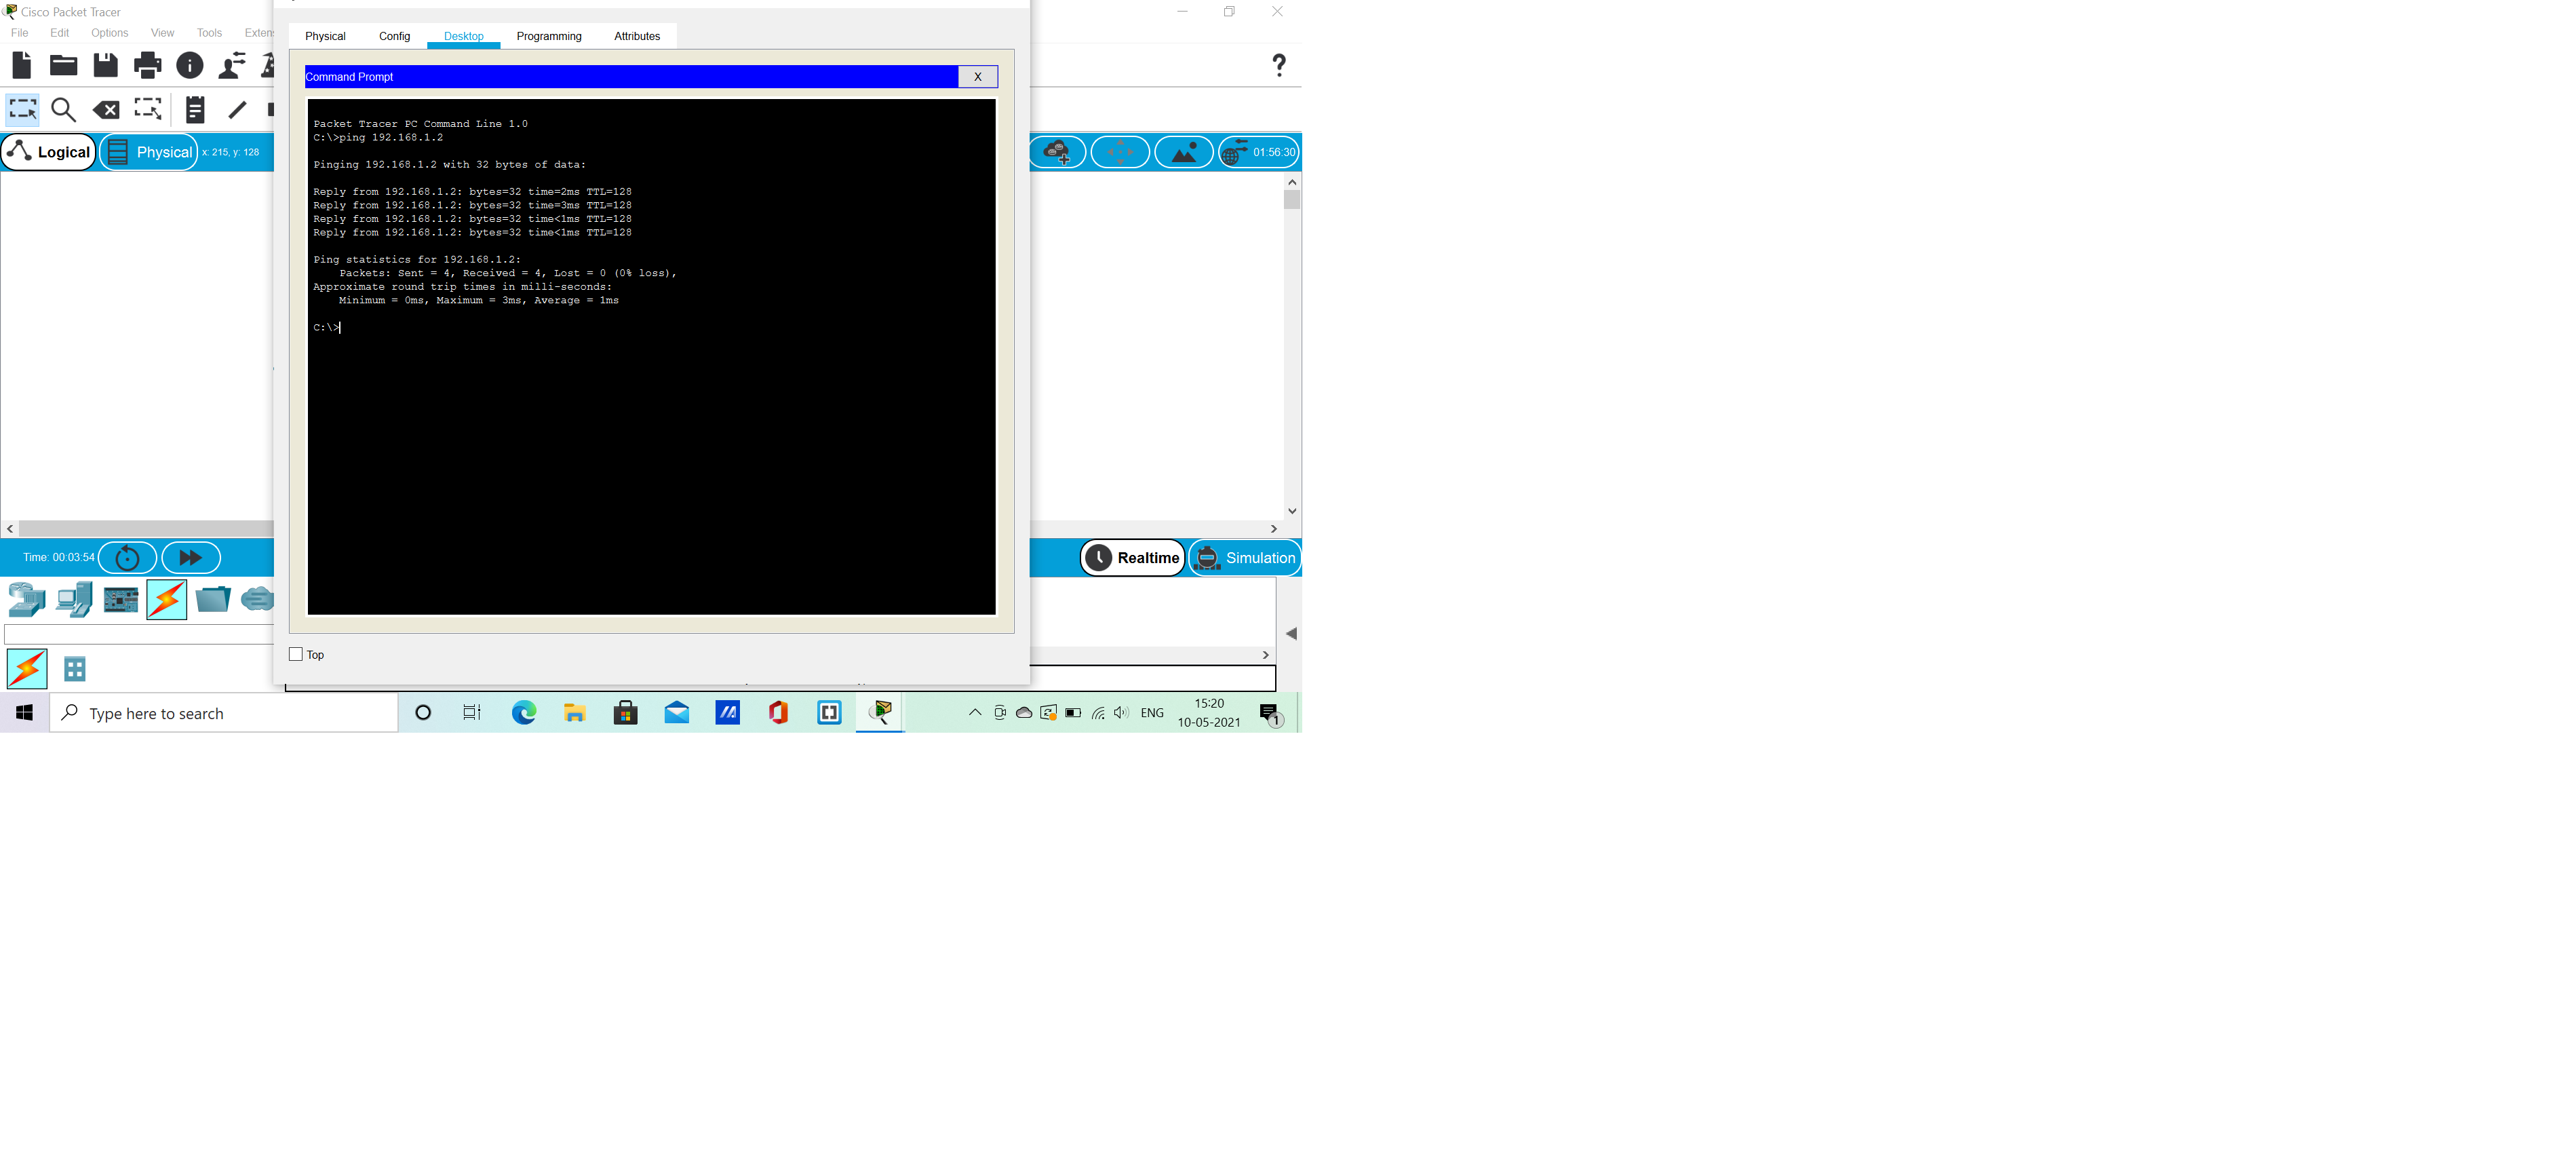 Cisco Packet Tracer
File Edit Options View Tools Exten
Physical Config Desktop Programming Attributes
Command Prompt X
Packet Tracer PC Command Line 1.0
C:\>ping 192.168.1.2
Pinging 192.168.1.2 with 32 bytes of data:
Reply from 192.168.1.2: bytes=32 time=2ms TTL=128
Reply from 192.168.1.2: bytes=32 time=3ms TTL=128
Reply from 192.168.1.2: bytes=32 time<1ms TTL=128
Reply from 192.168.1.2: bytes=32 time<1ms TTL=128
Ping statistics for 192.168.1.2:
Packets: Sent = 4, Received = 4, Lost = 0 (0% loss),
Approximate round trip times in milli-seconds:
Minimum = 0ms, Maximum = 3ms, Average = 1ms
C:\>
Logical Physical x: 215, y: 128
01:56:30
Time: 00:03:54
Realtime Simulation
Top
Type here to search
ENG
15:20
10-05-2021
1